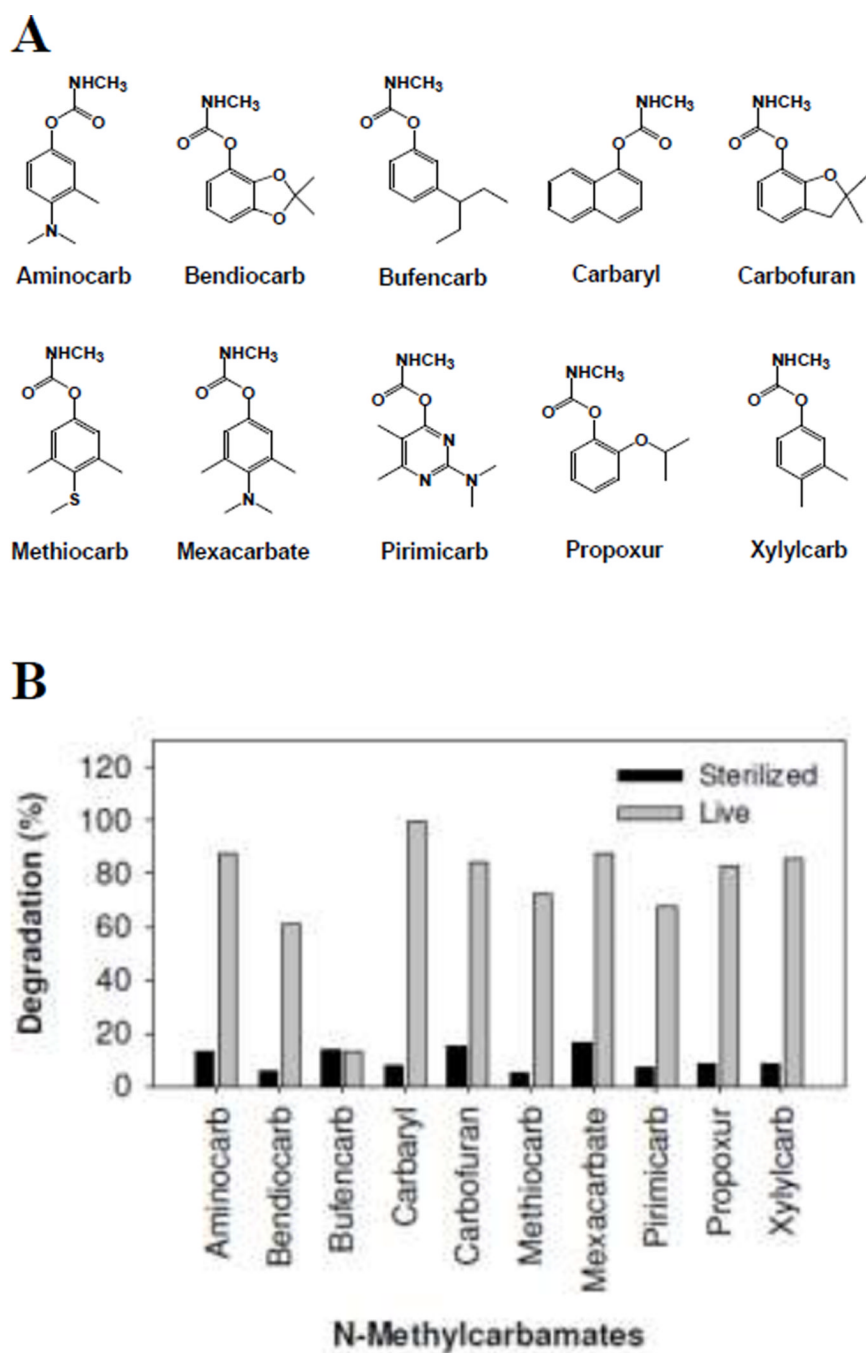 A
NHCH3 NHCH3 NHCH3 NHCH3 NHCH3
O O O O O O O O O O
O O O
N
Aminocarb Bendiocarb Bufencarb Carbaryl Carbofuran
NHCH3 NHCH3 NHCH3 NHCH3 NHCH3
O O O O O O O O O O
N O
S N N N
Methiocarb Mexacarbate Pirimicarb Propoxur Xylylcarb
B
Degradation (%)
120
100
80
60
40
20
0
Sterilized
Live
Aminocarb
Bendiocarb
Bufencarb
Carbaryl
Carbofuran
Methiocarb
Mexacarbate
Pirimicarb
Propoxur
Xylylcarb
N-Methylcarbamates